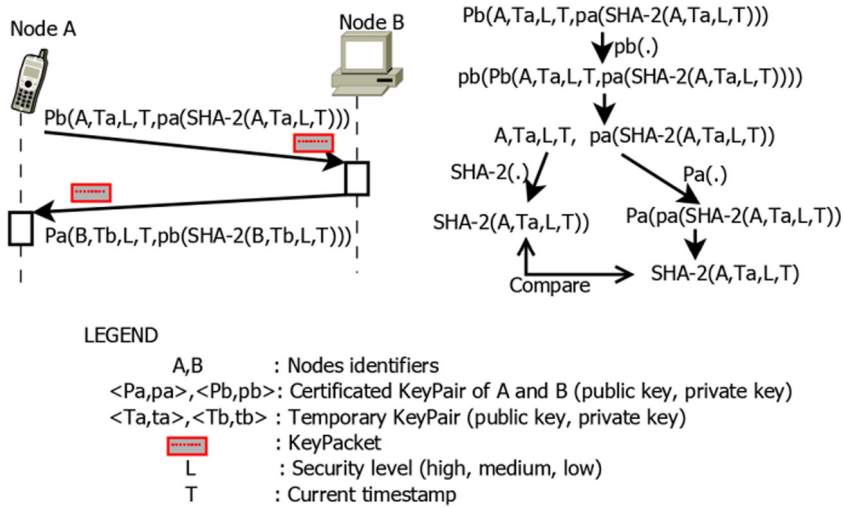 Node A
Node B
Pb(A,Ta,L,T,pa(SHA-2(A,Ta,L,T)))
Pa(B,Tb,L,T,pb(SHA-2(B,Tb,L,T)))
Pb(A,Ta,L,T,pa(SHA-2(A,Ta,L,T)))
pb(.)
pb(Pb(A,Ta,L,T,pa(SHA-2(A,Ta,L,T))))
A,Ta,L,T, pa(SHA-2(A,Ta,L,T))
SHA-2(.)
Pa(.)
SHA-2(A,Ta,L,T))
Pa(pa(SHA-2(A,Ta,L,T))
Compare
SHA-2(A,Ta,L,T)
LEGEND
A,B : Nodes identifiers
<Pa,pa>,<Pb,pb>: Certificated KeyPair of A and B (public key, private key)
<Ta,ta>,<Tb,tb> : Temporary KeyPair (public key, private key)
: KeyPacket
L : Security level (high, medium, low)
T : Current timestamp